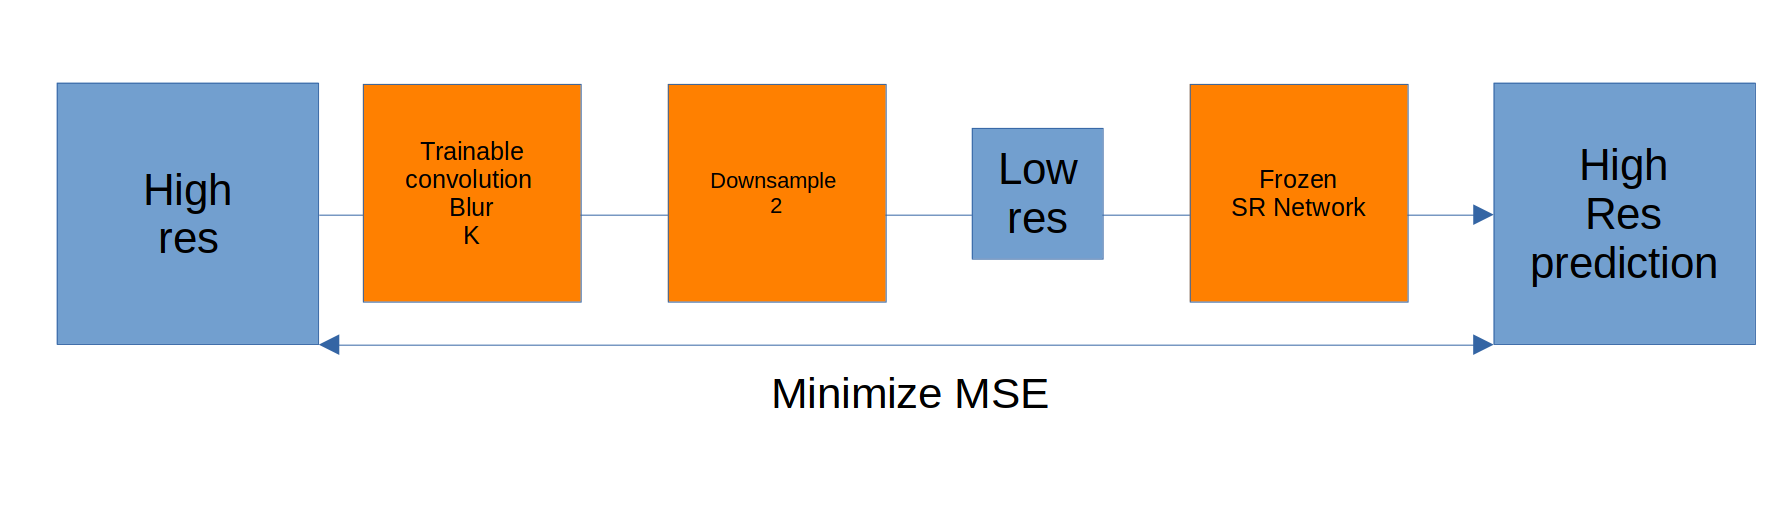 High
res
Trainable
convolution
Blur
K
Downsample
2
Low
res
Frozen
SR Network
High
Res
prediction
Minimize MSE